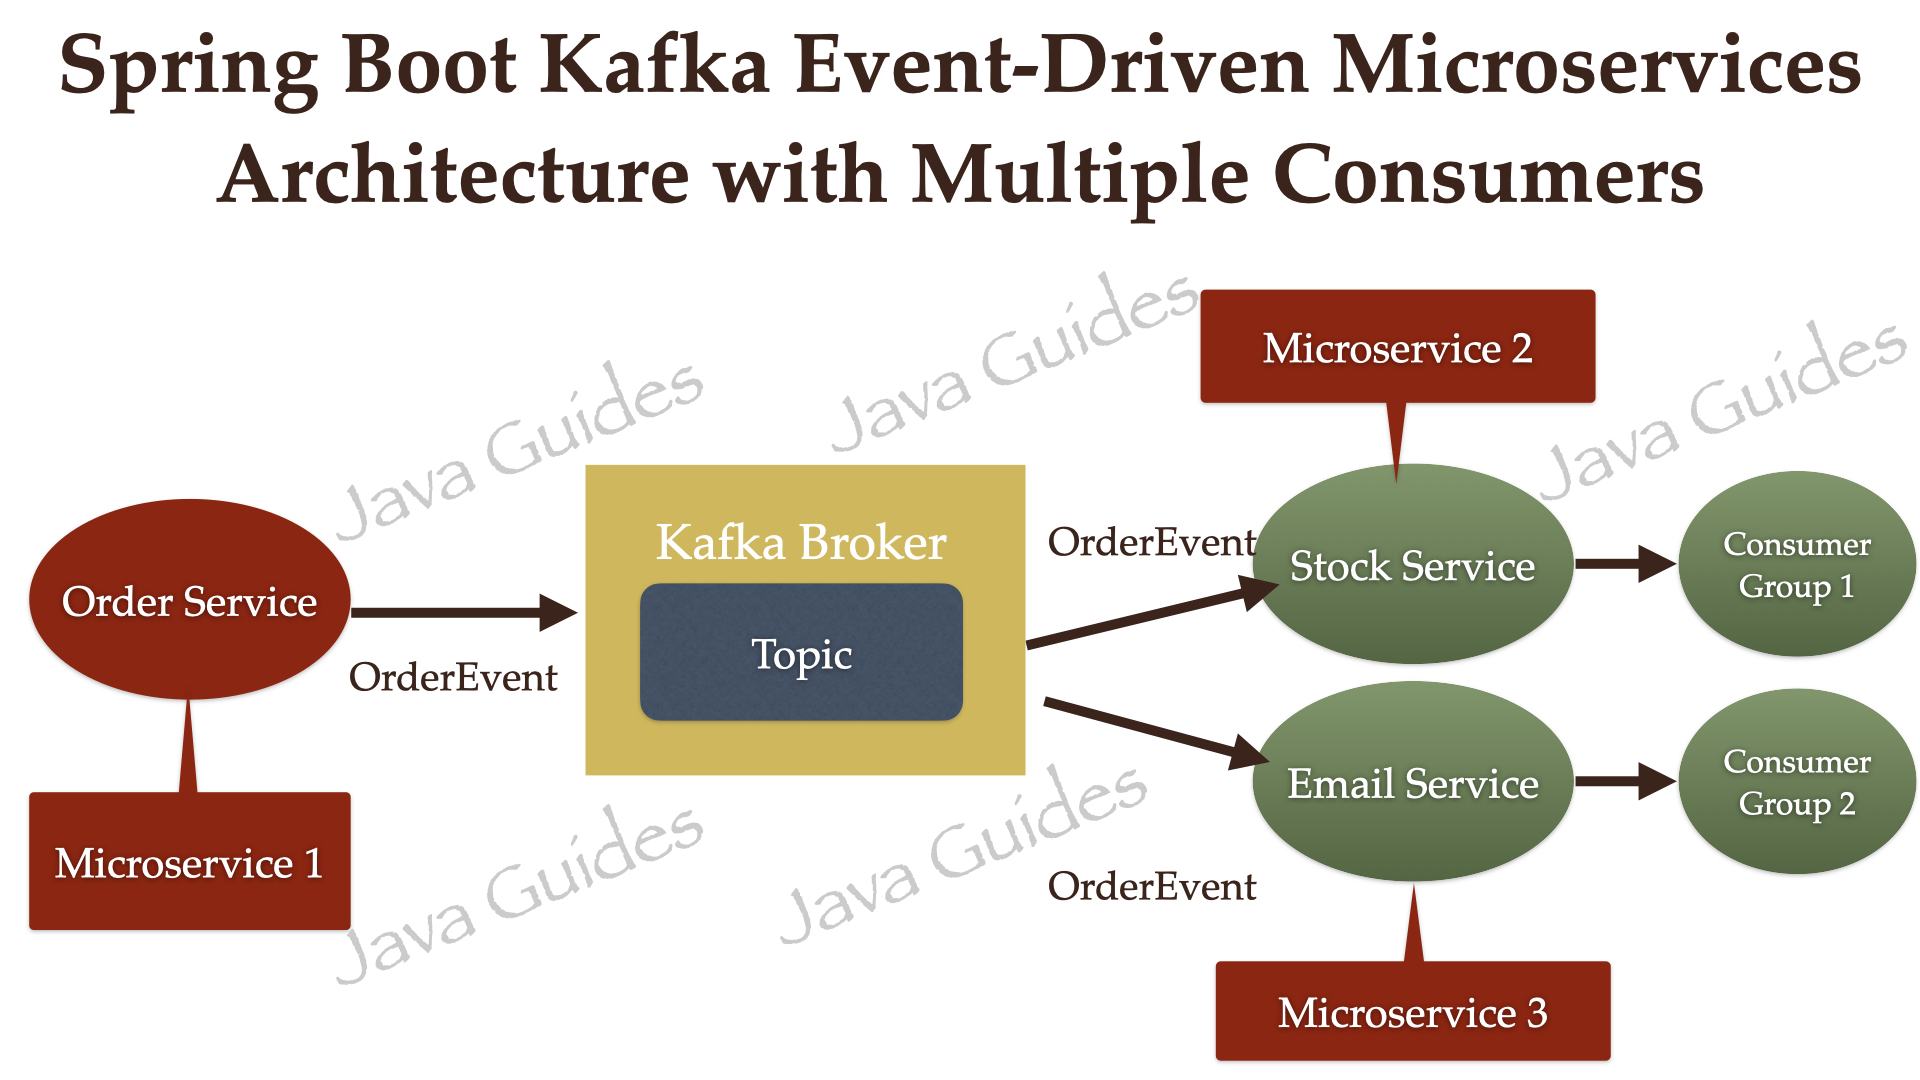 Spring Boot Kafka Event-Driven Microservices
Architecture with Multiple Consumers
Java Guides
Java Guides
Java Guides
Microservice 2
Order Service
OrderEvent
Microservice 1
Kafka Broker
Topic
OrderEvent
Stock Service
Consumer
Group 1
Email Service
Consumer
Group 2
OrderEvent
Java Guides
Java Guides
Microservice 3